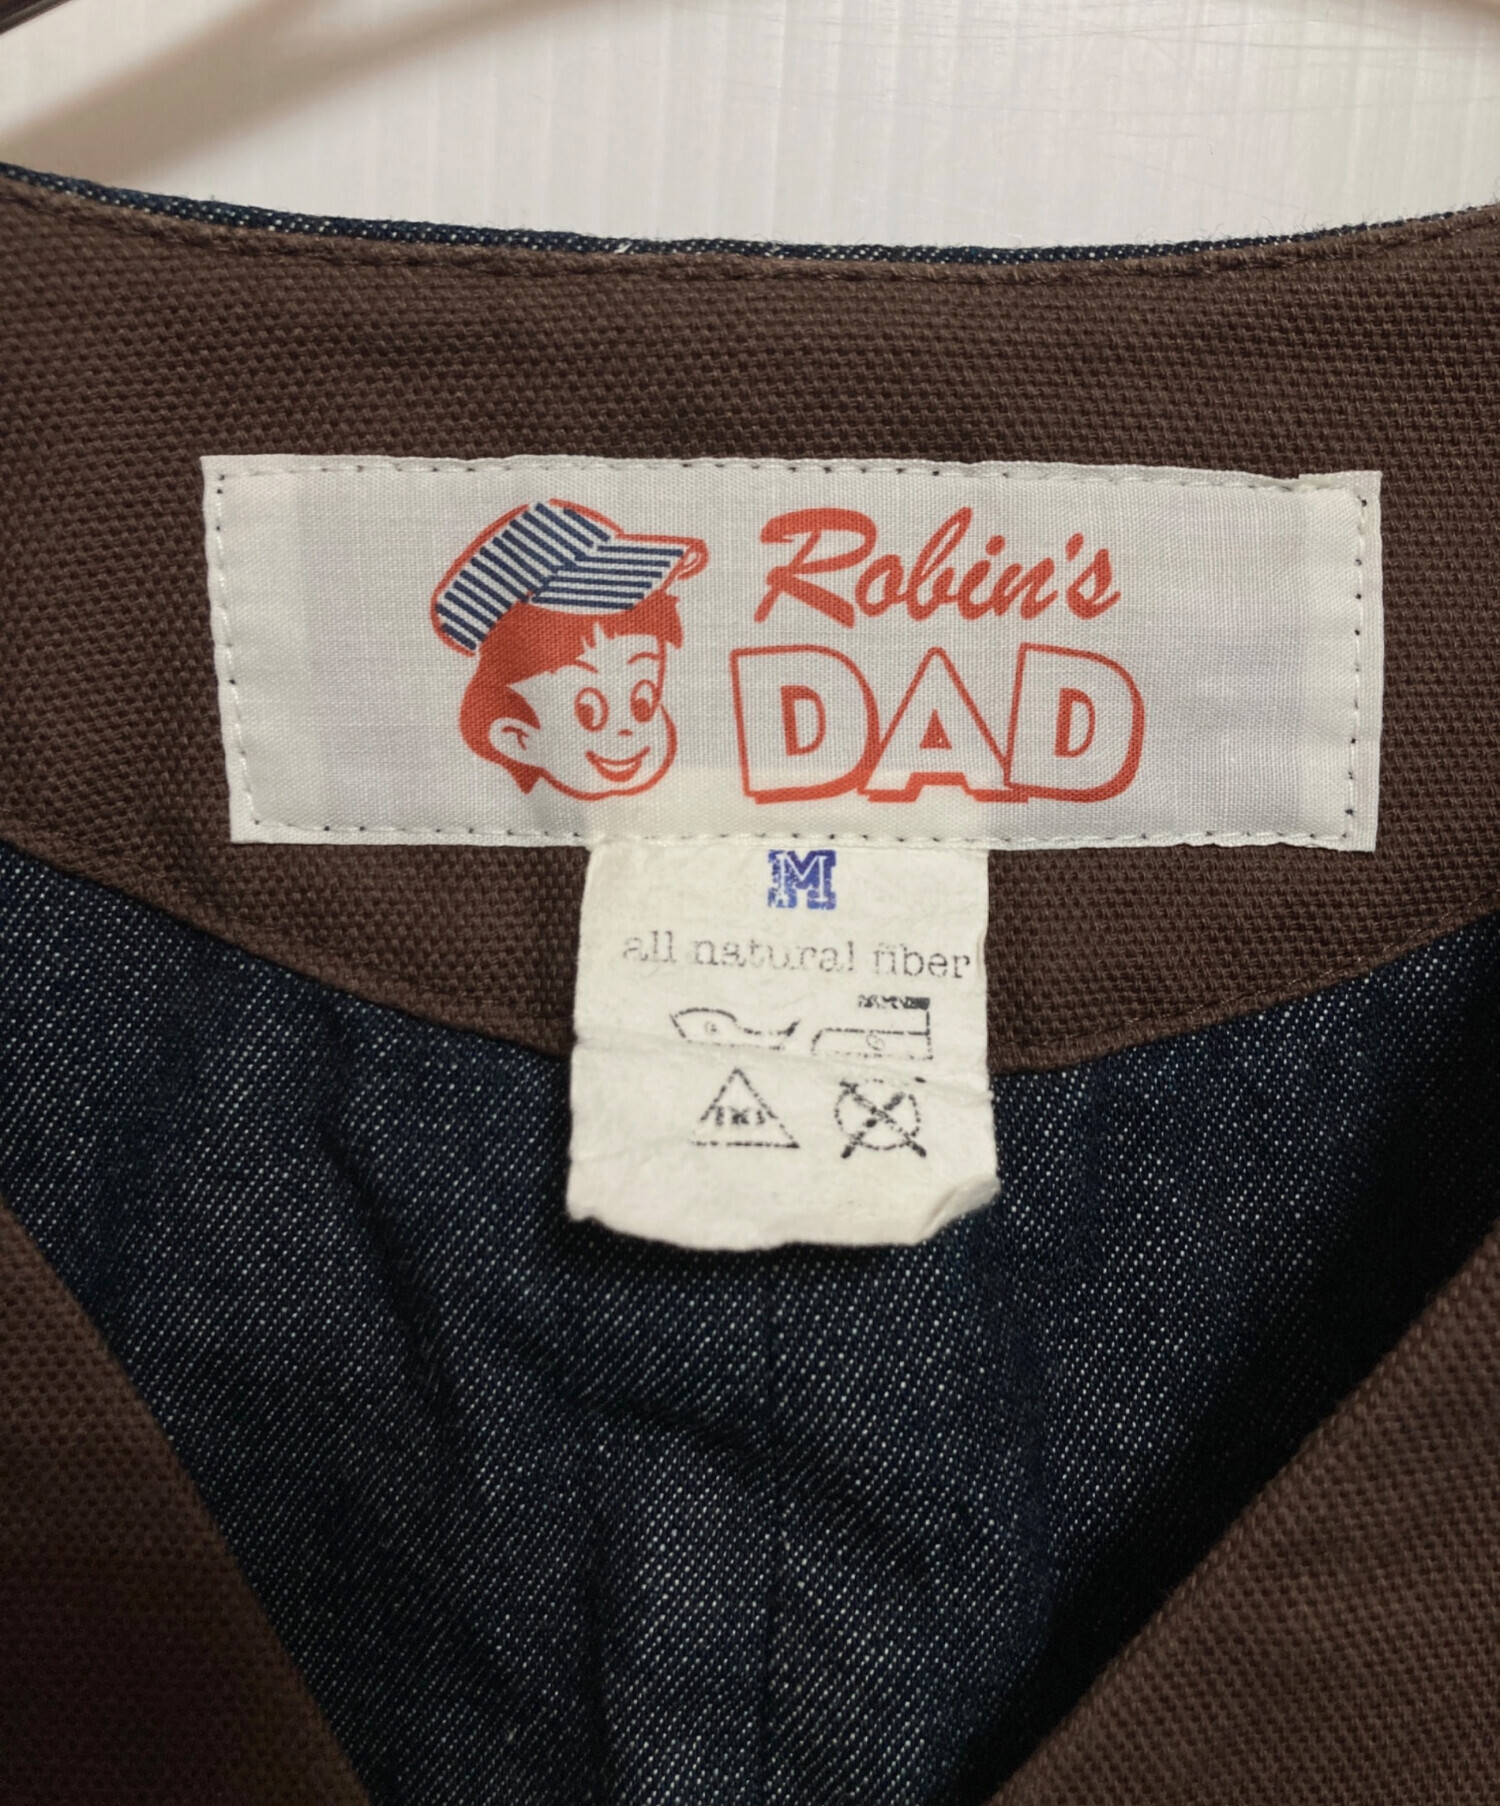 Robin's
DAD
M
all natural fiber